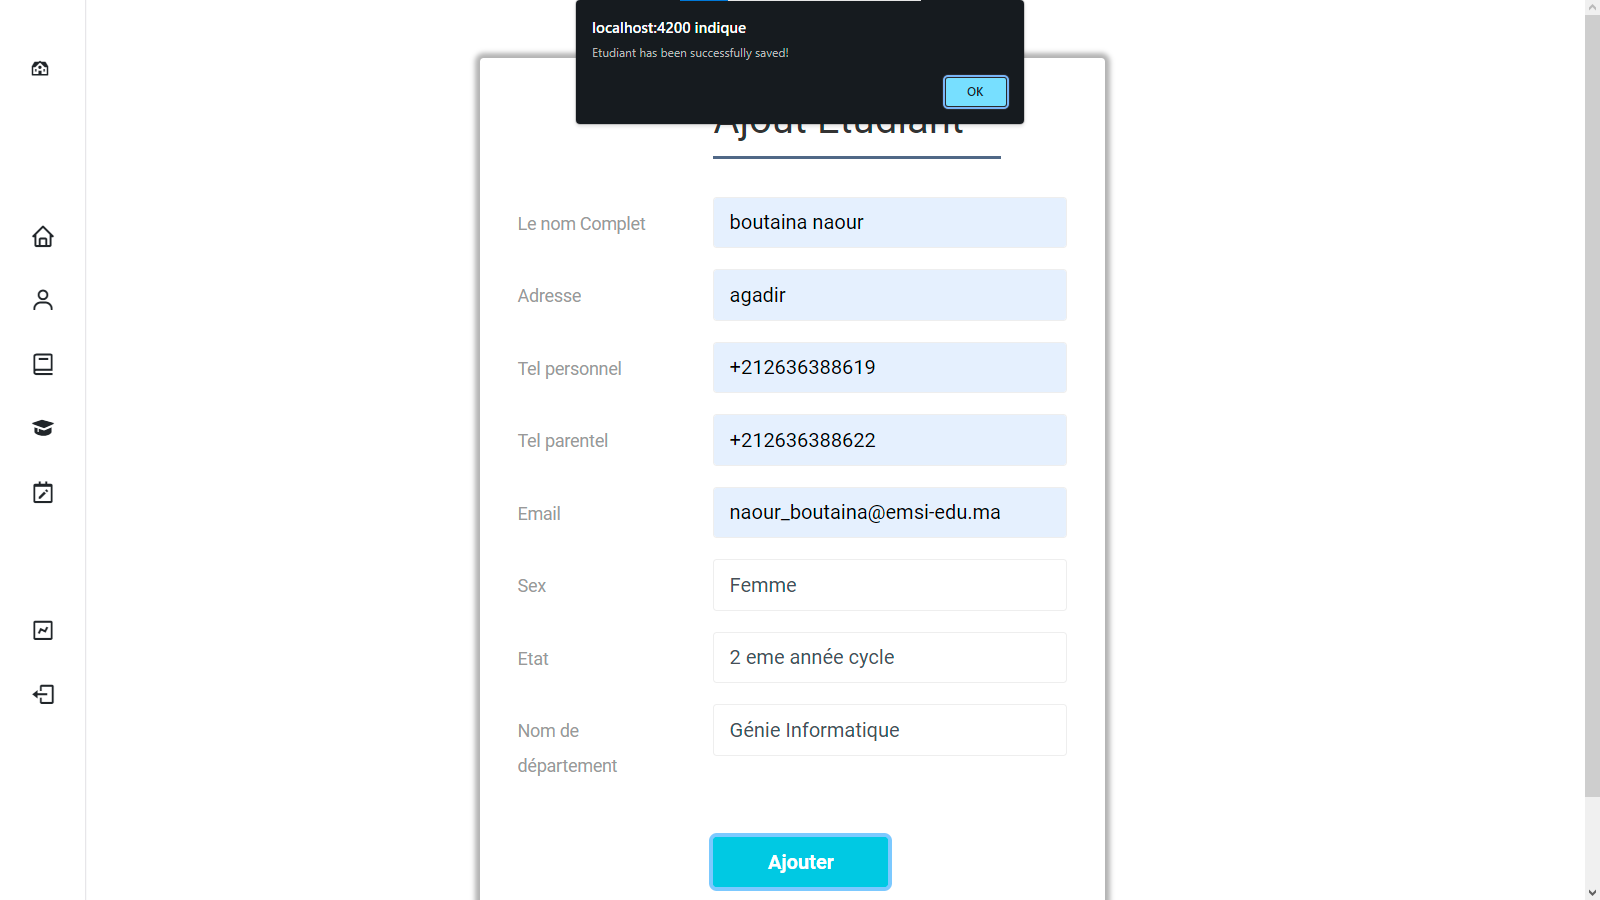 localhost:4200 indique
Etudiant has been successfully saved!
OK
Ajout Etudiant
Le nom Complet
boutaina naour
Adresse
agadir
Tel personnel
+212636388619
Tel parentel
+212636388622
Email
naour_boutaina@emsi-edu.ma
Sex
Femme
Etat
2 eme année cycle
Nom de
département
Génie Informatique
Ajouter